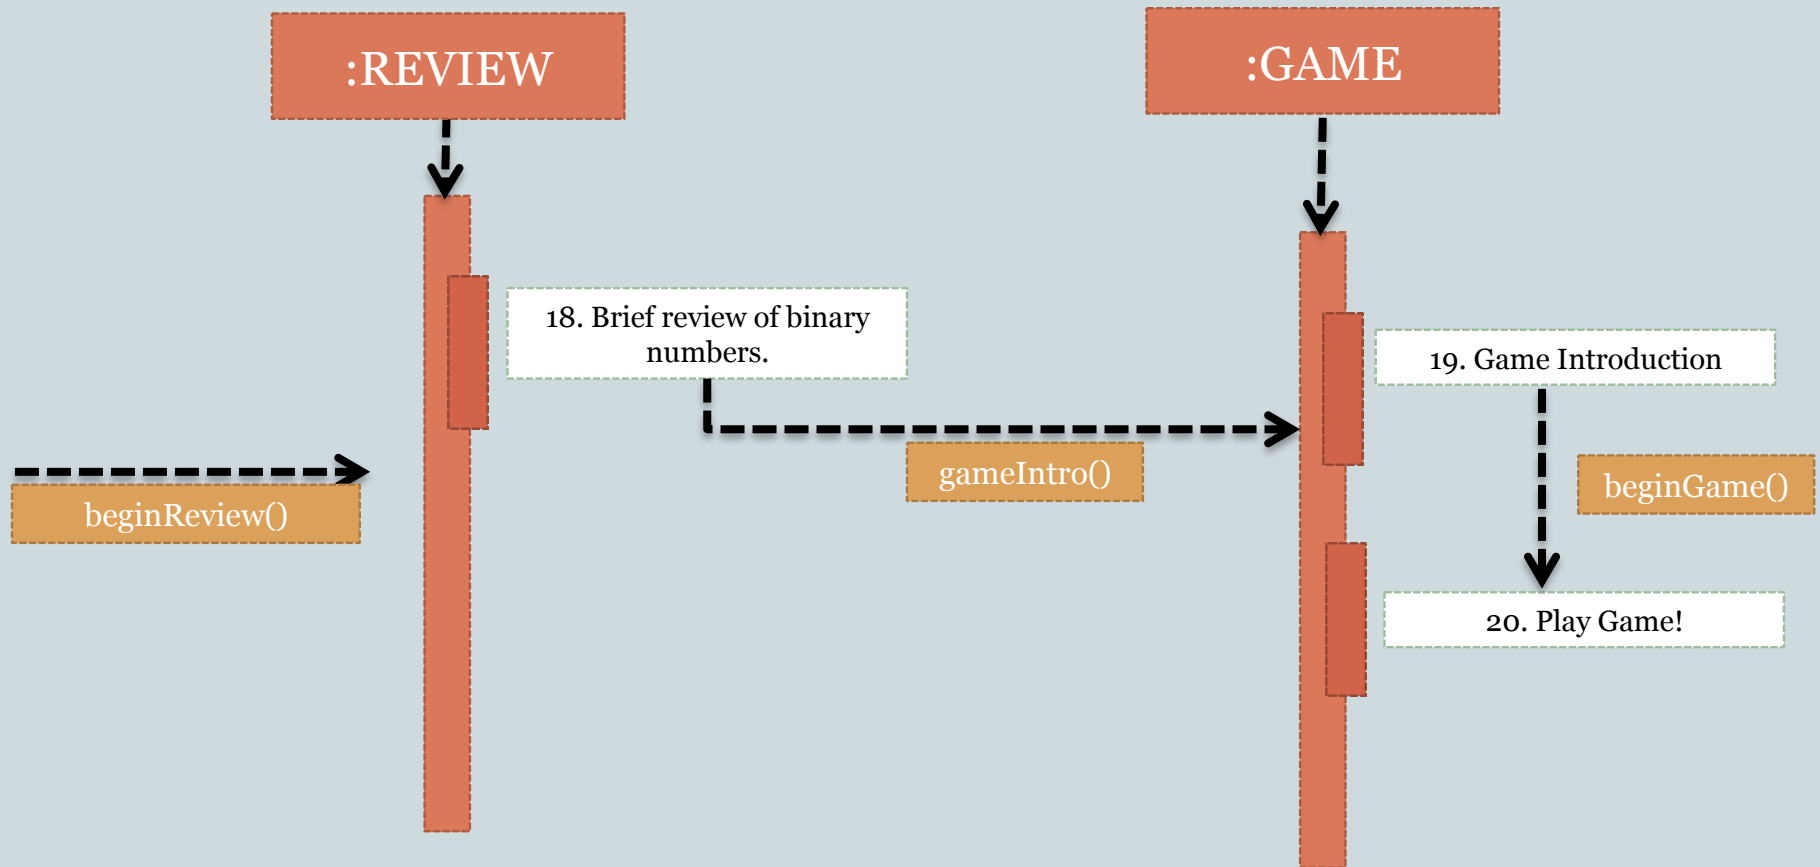 :REVIEW
:GAME
18. Brief review of binary
numbers.
19. Game Introduction
gameIntro()
beginGame()
beginReview()
20. Play Game!